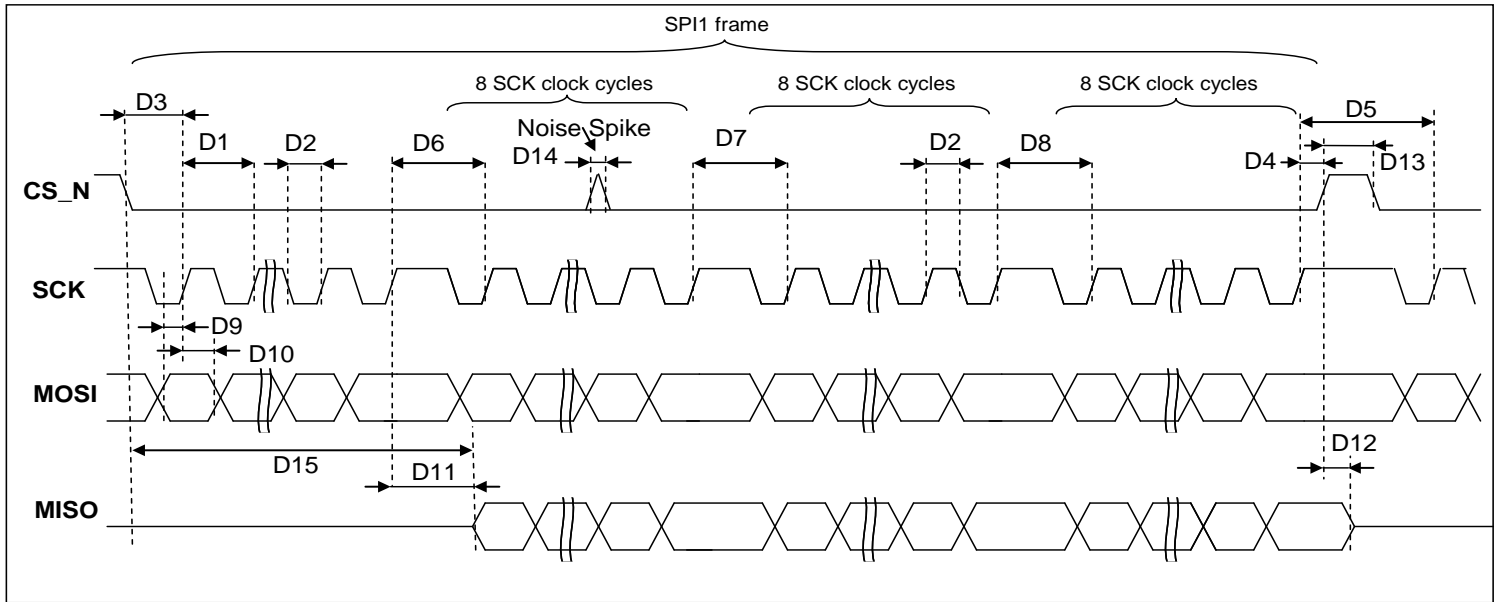 SPI1 frame
8 SCK clock cycles
8 SCK clock cycles
8 SCK clock cycles
D3
D1
D2
D6
Noise Spike
D14
D7
D2
D8
D5
D4
D13
CS_N
SCK
D9
D10
MOSI
D15
D11
D12
MISO